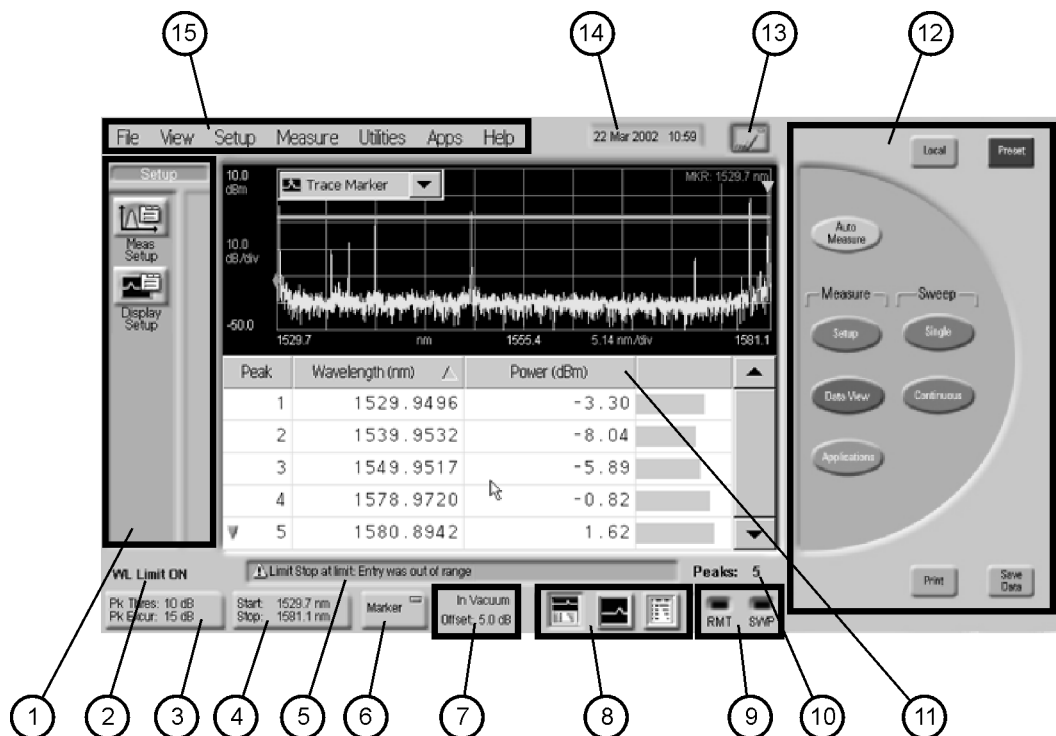 15
14
13
12
File View Setup Measure Utilities Apps Help
22 Mar 2002 10:59
Local
Preset
Setup
Meas
Setup
Display
Setup
10.0
dBm
Trace Marker
MKR: 1529.7 nm
10.0
dB/div
-50.0
1529.7 nm 1555.4 5.14 nm/div 1581.1
Auto
Measure
Measure
Sweep
Setup
Single
Data View
Continuous
Applications
Print
Save
Data
Peak Wavelength (nm) Power (dBm)
1 1529.9496 -3.30
2 1539.9532 -8.04
3 1549.9517 -5.89
4 1578.9720 -0.82
5 1580.8942 1.62
WL Limit ON
Limit Stop at limit: Entry was out of range
Peaks: 5
Pk Thres: 10 dB
Pk Excur: 15 dB
Start: 1529.7 nm
Stop: 1581.1 nm
Marker
In Vacuum
Offset: 5.0 dB
RMT
SWP
1
2
3
4
5
6
7
8
9
10
11